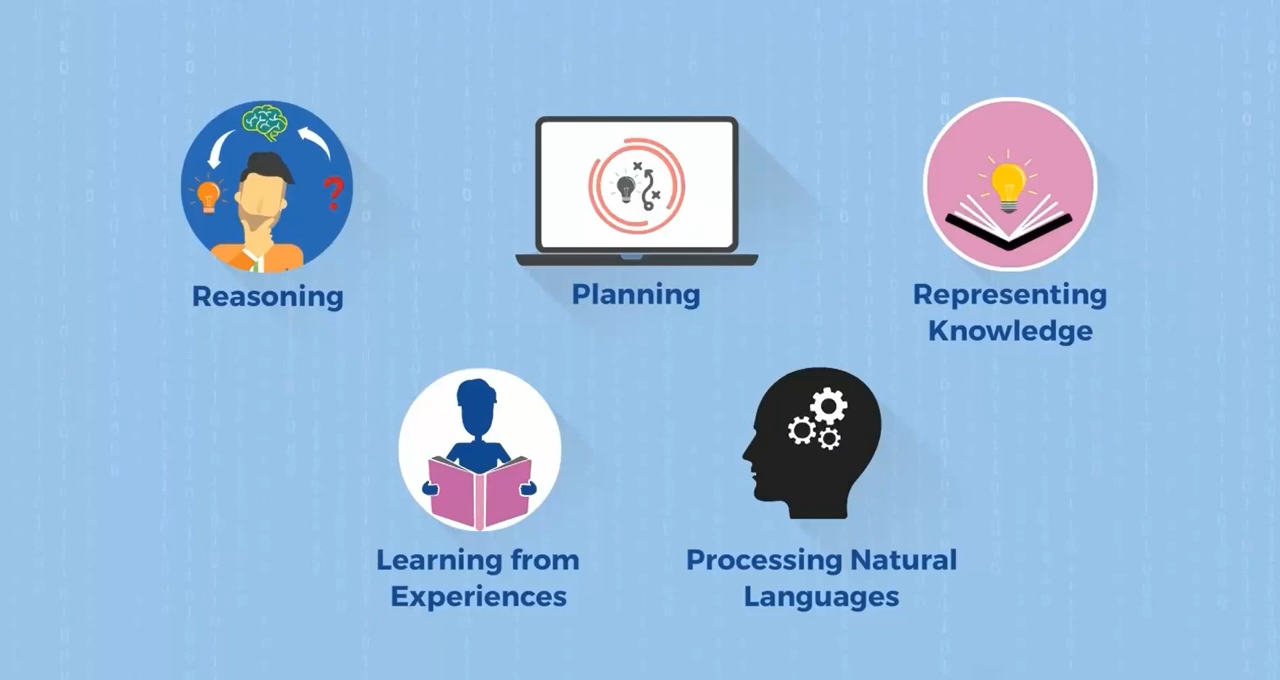 Reasoning
Planning
Representing
Knowledge
Learning from
Experiences
Processing Natural
Languages